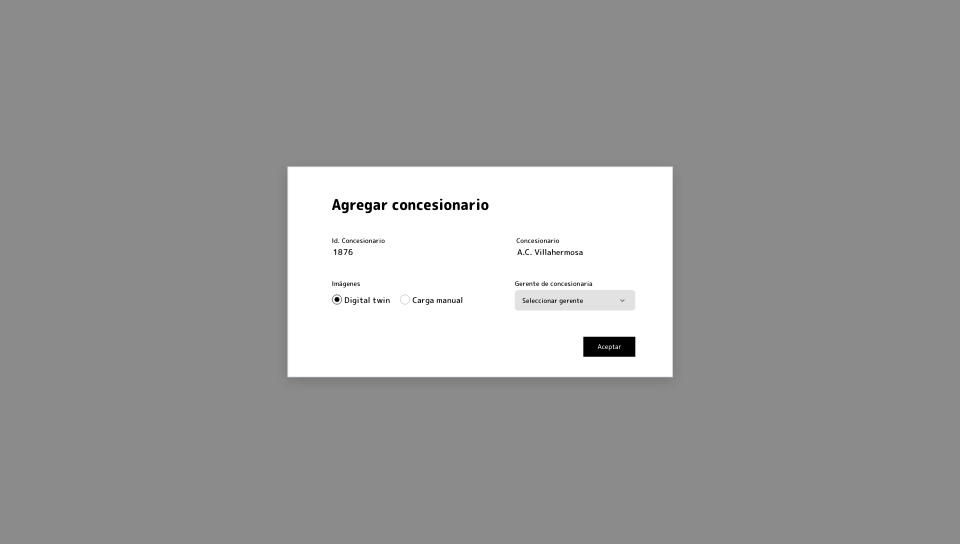 Agregar concesionario
Id. Concesionario
1876
Concesionario
A.C. Villahermosa
Imágenes
Digital twin
Carga manual
Gerente de concesionaria
Seleccionar gerente
Aceptar